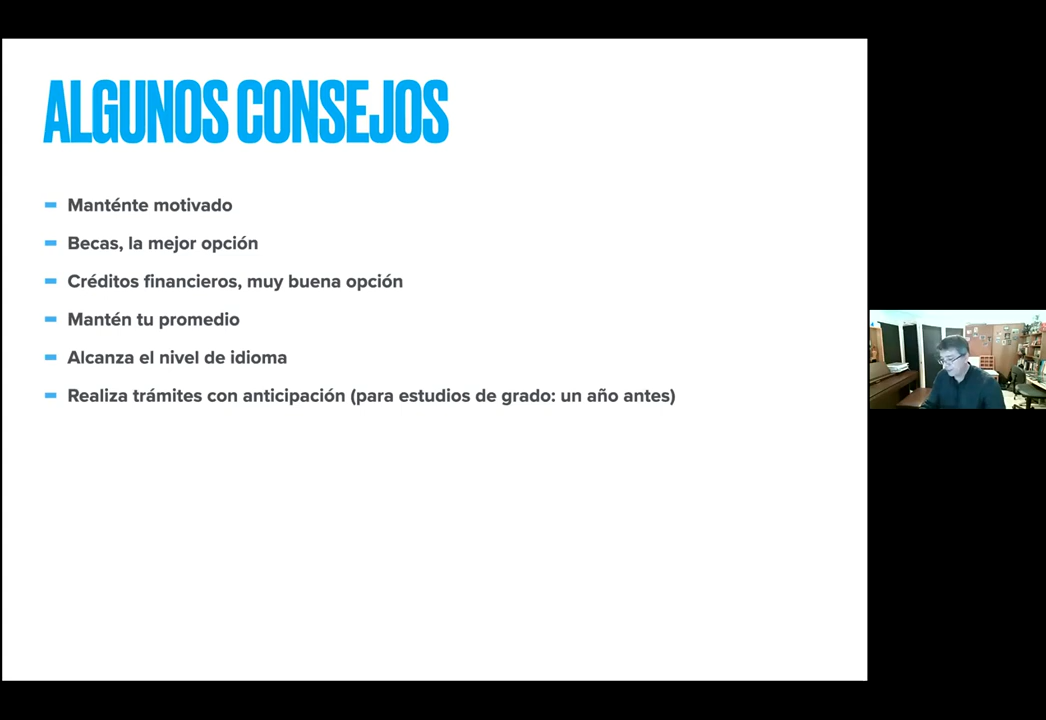 ALGUNOS CONSEJOS
Manténte motivado
Becas, la mejor opción
Créditos financieros, muy buena opción
Mantén tu promedio
Alcanza el nivel de idioma
Realiza trámites con anticipación (para estudios de grado: un año antes)